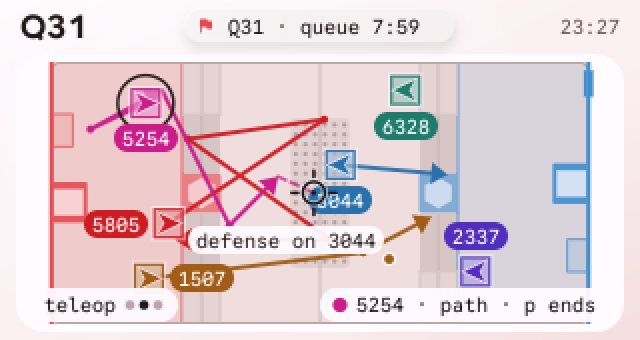 Q31
Q31 · queue 7:59
23:27
5254
6328
3044
5805
defense on 3044
2337
1507
teleop
5254 · path · p ends